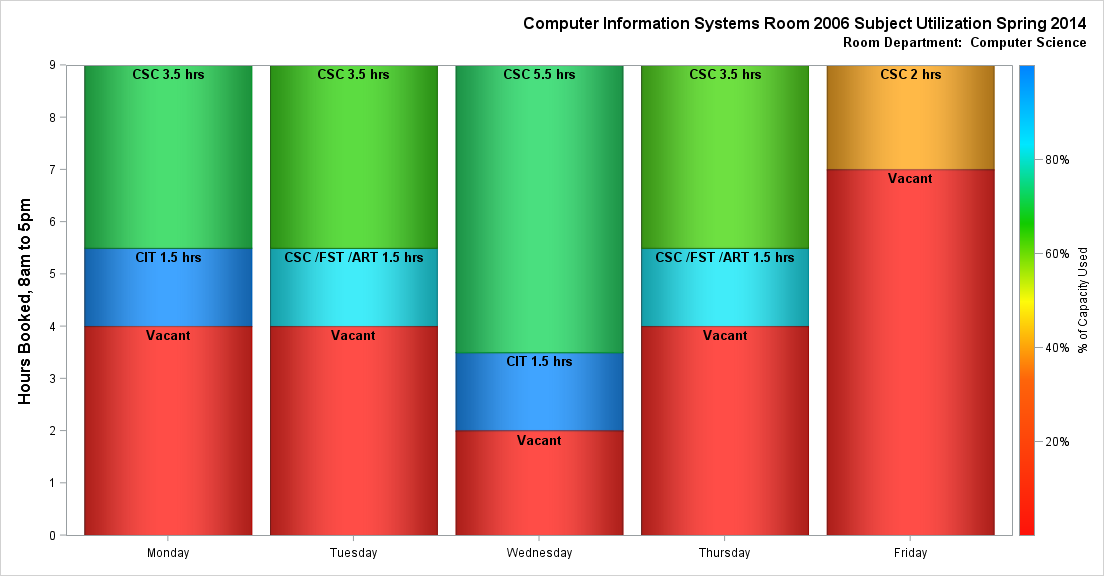 Computer Information Systems Room 2006 Subject Utilization Spring 2014
Room Department:  Computer Science
Hours Booked, 8am to 5pm
9
8
7
6
5
4
3
2
1
0
CSC 3.5 hrs
CIT 1.5 hrs
Vacant
CSC 3.5 hrs
CSC /FST /ART 1.5 hrs
Vacant
CSC 5.5 hrs
CIT 1.5 hrs
Vacant
CSC 3.5 hrs
CSC /FST /ART 1.5 hrs
Vacant
CSC 2 hrs
Vacant
Monday
Tuesday
Wednesday
Thursday
Friday
80%
60%
40%
20%
% of Capacity Used